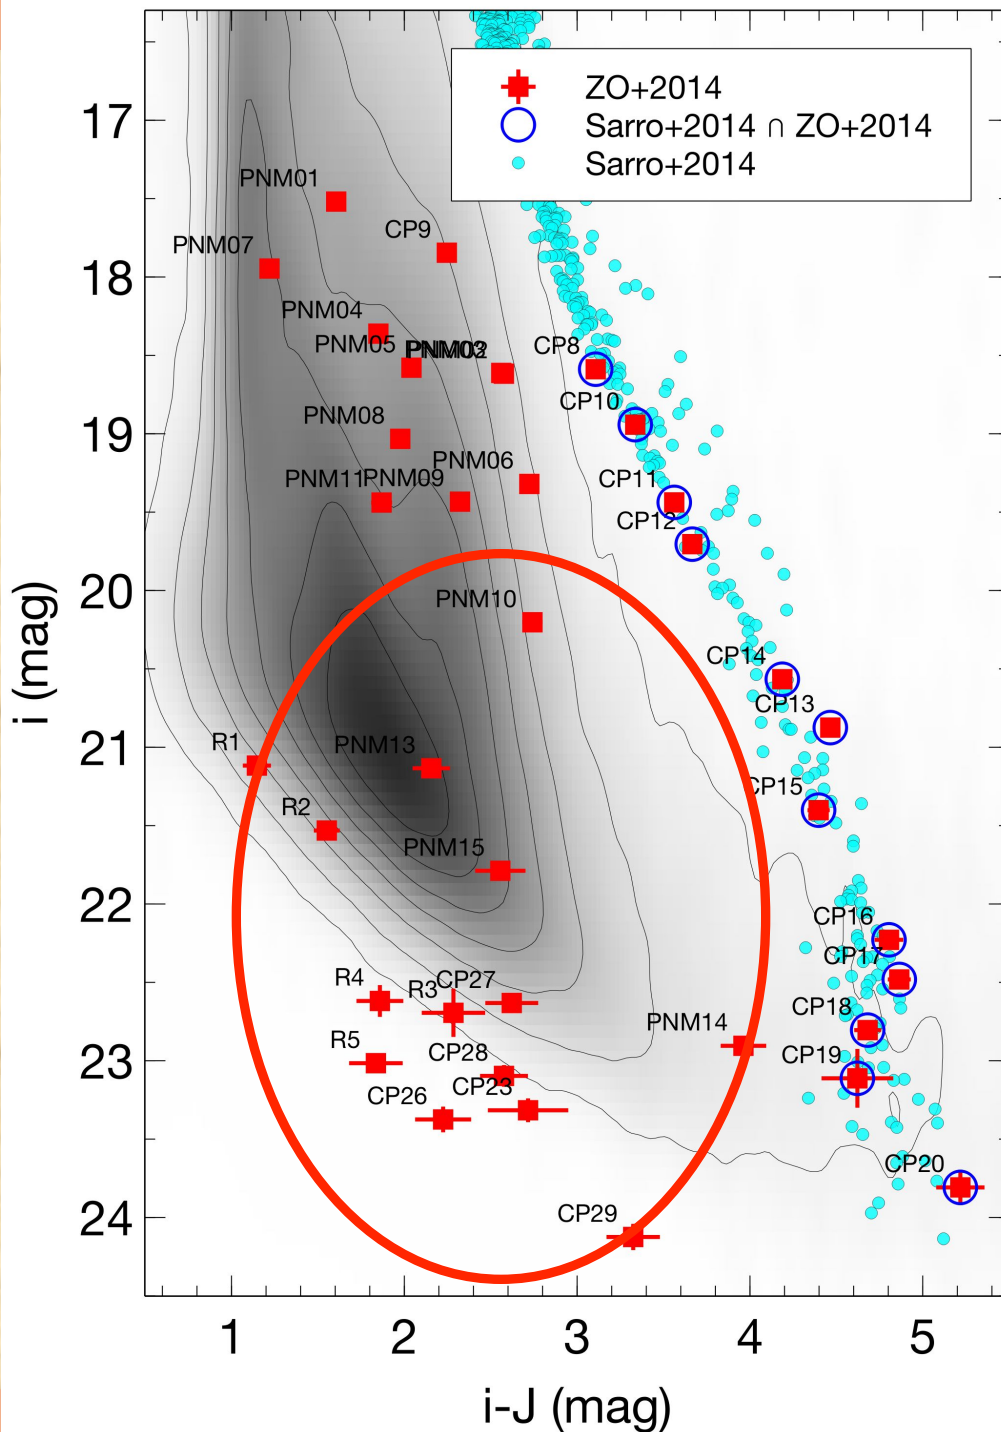 ZO+2014
Sarro+2014 ∩ ZO+2014
Sarro+2014
17
PNM01
CP9
PNM07
18
PNM04
PNM05
PNM02
CP8
CP10
PNM08
19
PNM06
PNM11
PNM09
CP11
CP12
20
PNM10
CP14
CP13
21
R1
PNM13
CP15
R2
PNM15
22
CP16
CP17
R4
R3
CP27
CP18
PNM14
23
R5
CP28
CP19
CP26
CP23
CP20
24
CP29
i (mag)
1 2 3 4 5
i-J (mag)